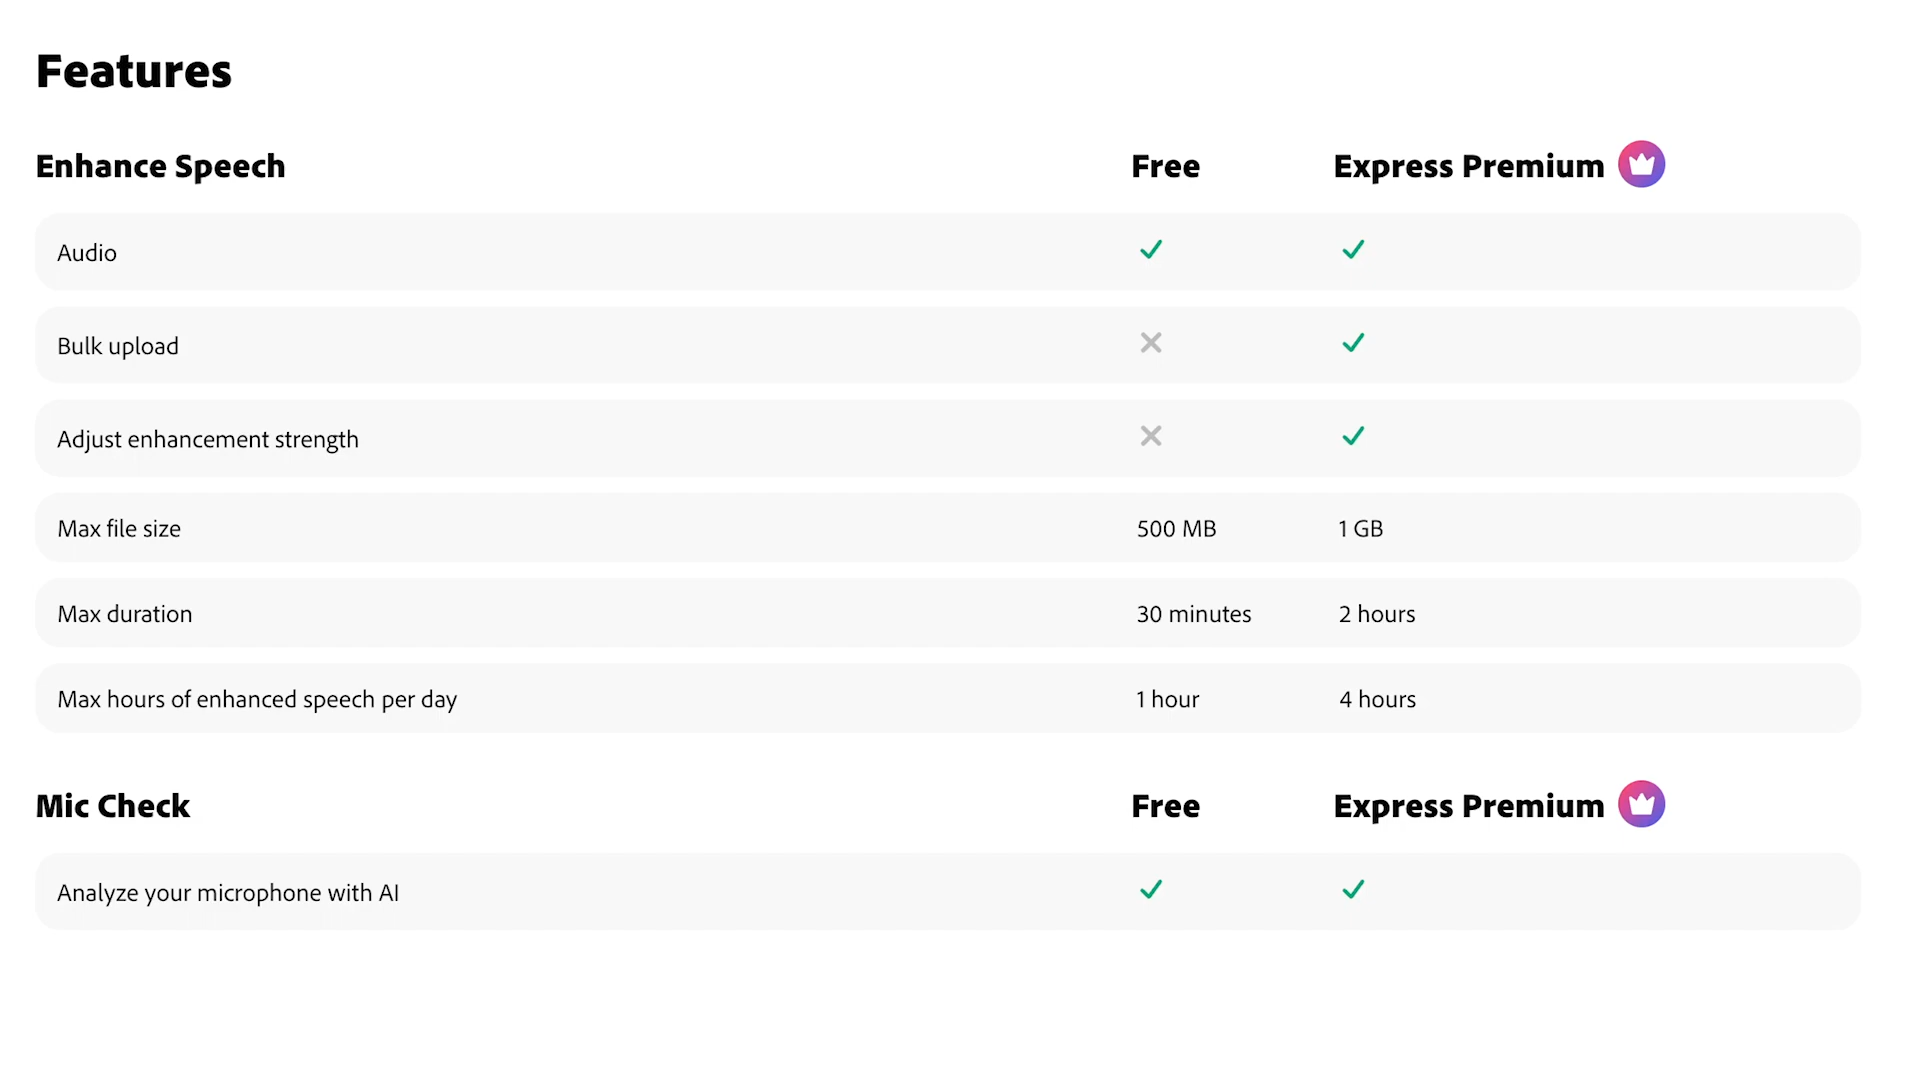 Features
Enhance Speech Free Express Premium
Audio
Bulk upload
Adjust enhancement strength
Max file size 500 MB 1 GB
Max duration 30 minutes 2 hours
Max hours of enhanced speech per day 1 hour 4 hours
Mic Check Free Express Premium
Analyze your microphone with AI